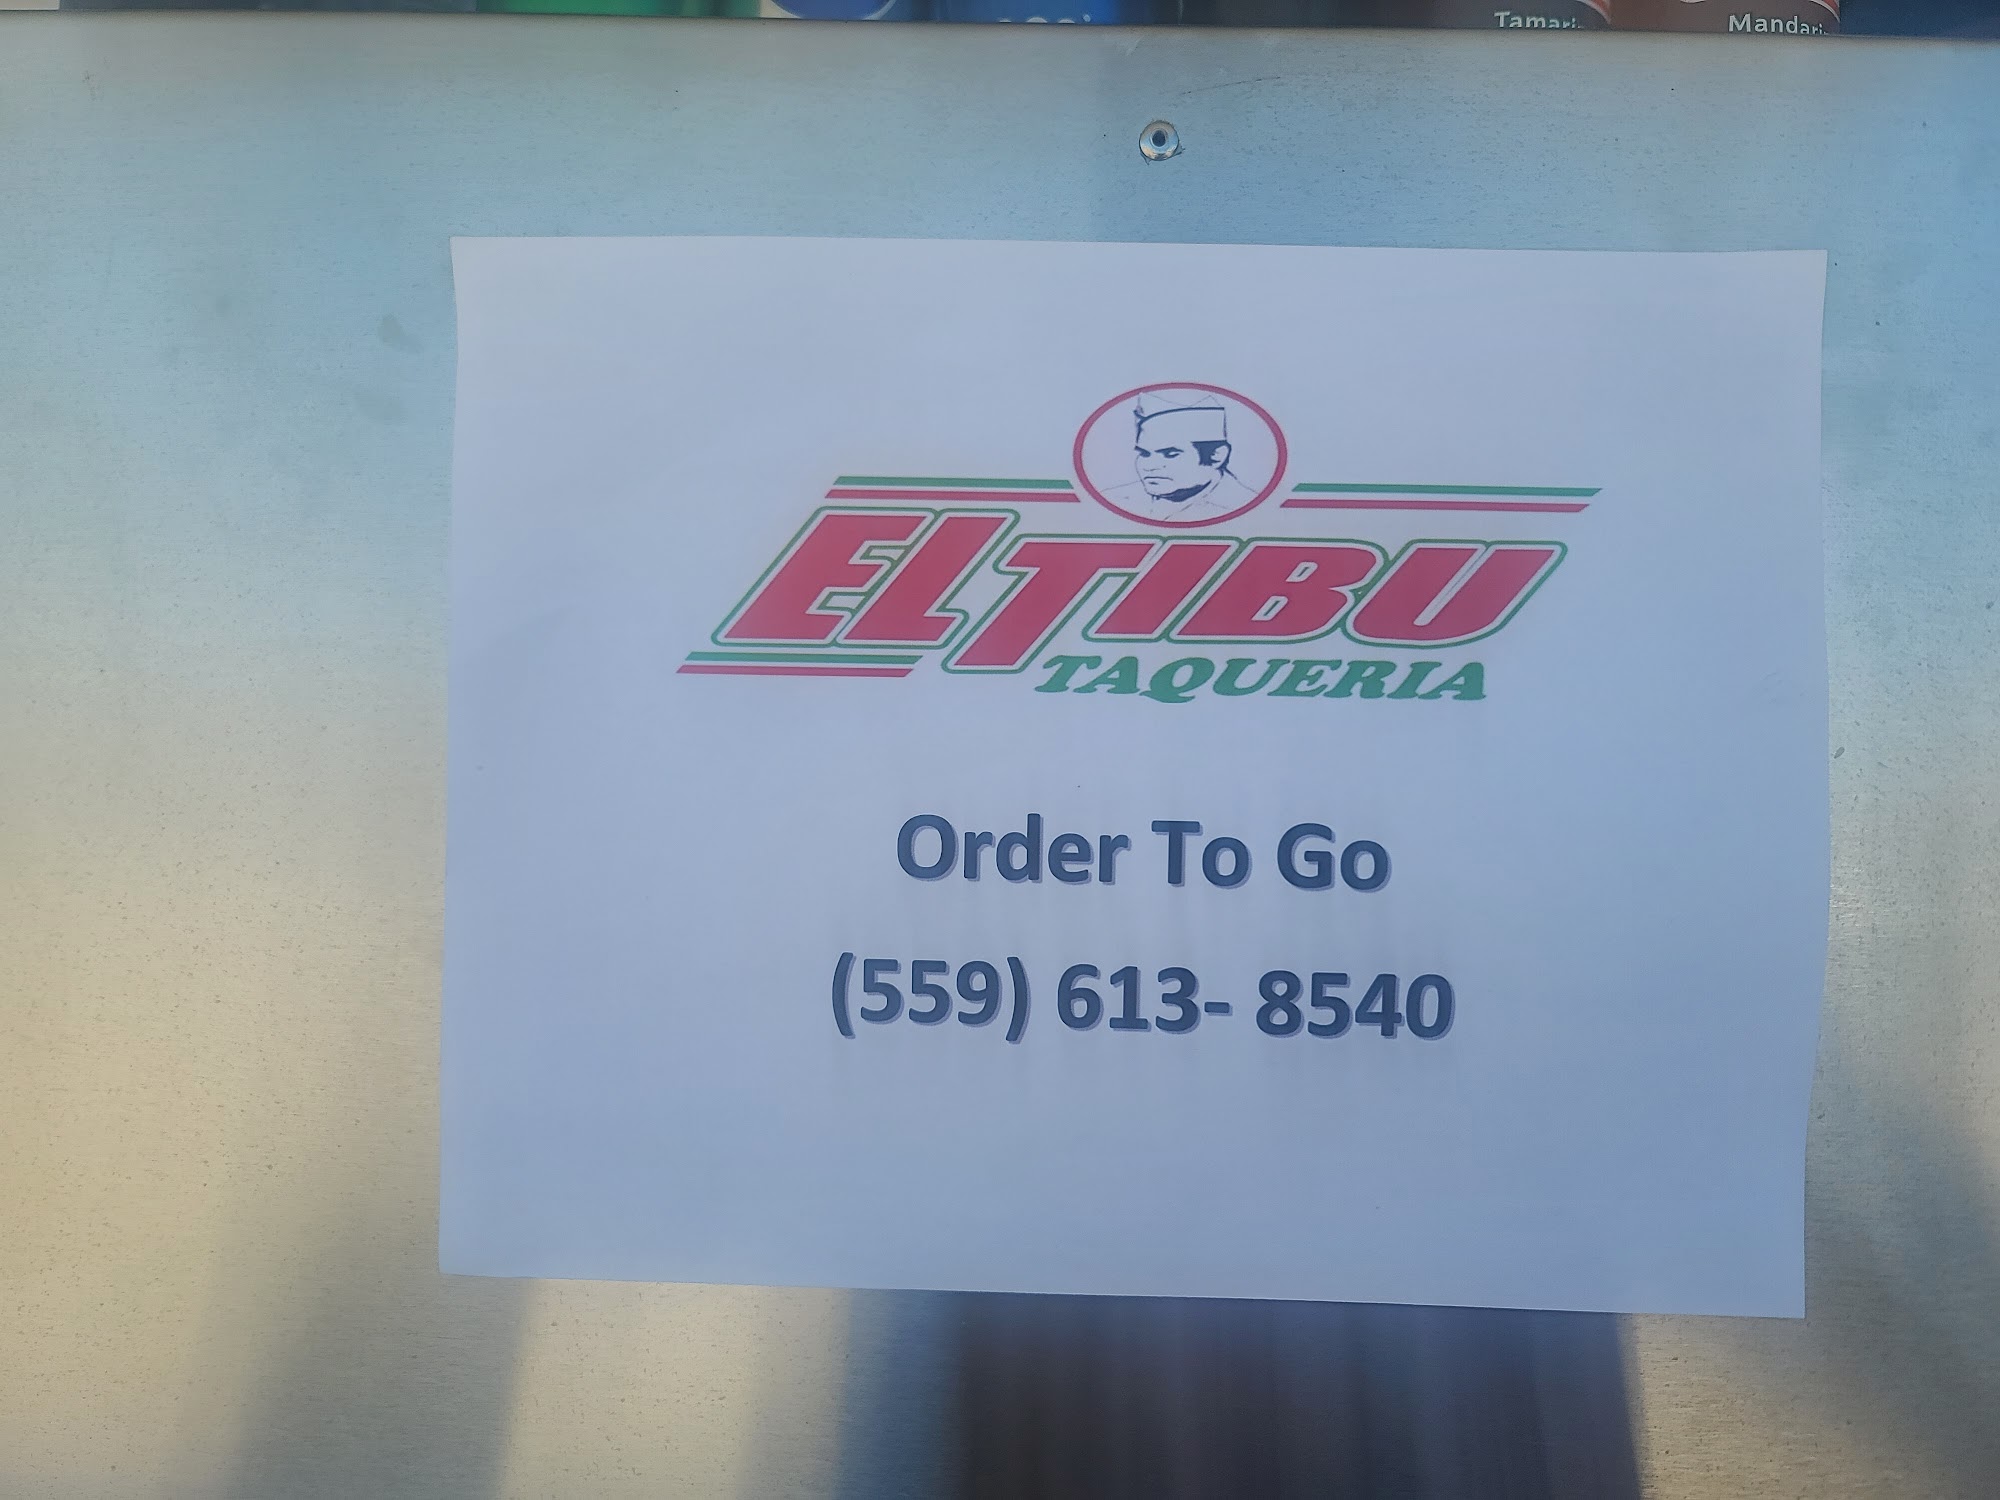 EL TIBU
TAQUERIA
Order To Go
(559) 613- 8540